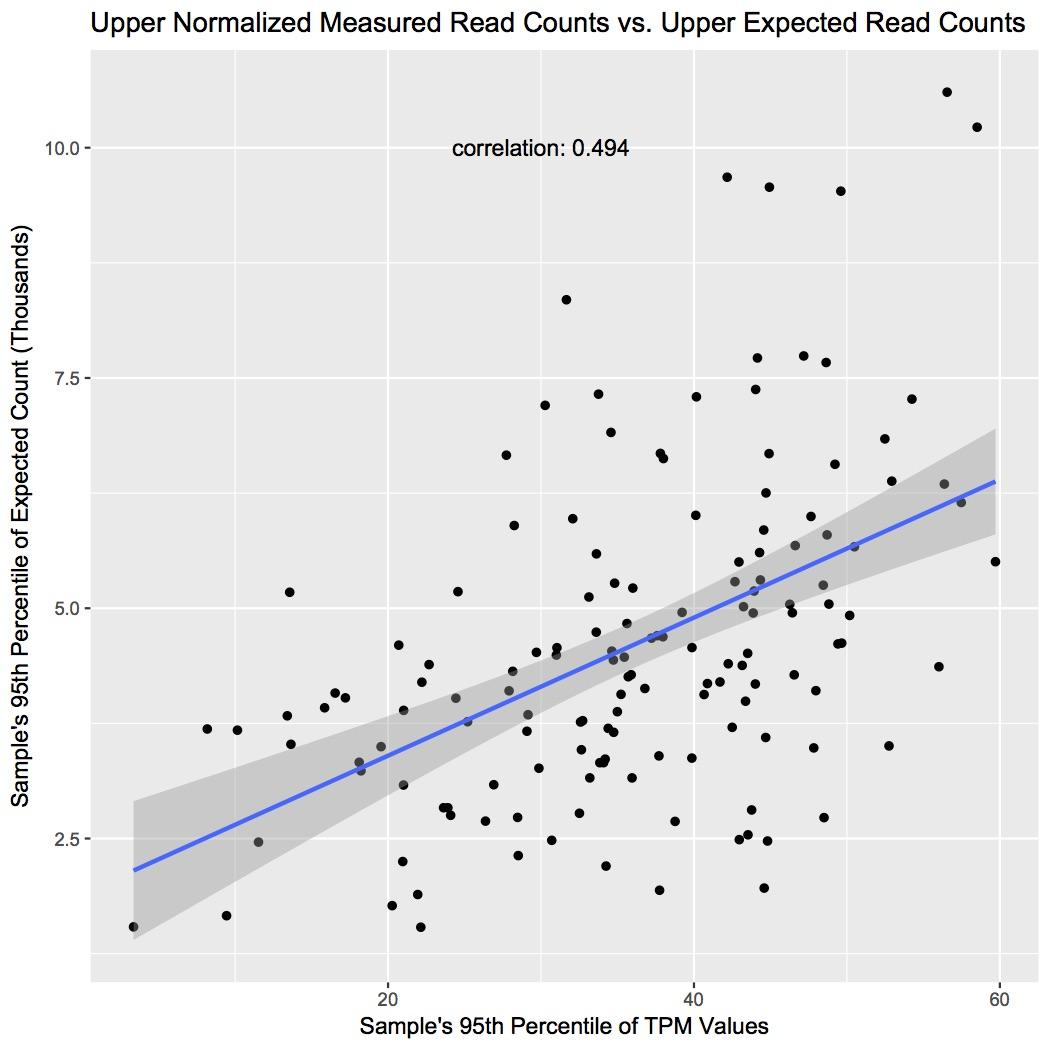 Upper Normalized Measured Read Counts vs. Upper Expected Read Counts
correlation: 0.494
10.0
7.5
5.0
2.5
Sample's 95th Percentile of Expected Count (Thousands)
20
40
60
Sample's 95th Percentile of TPM Values